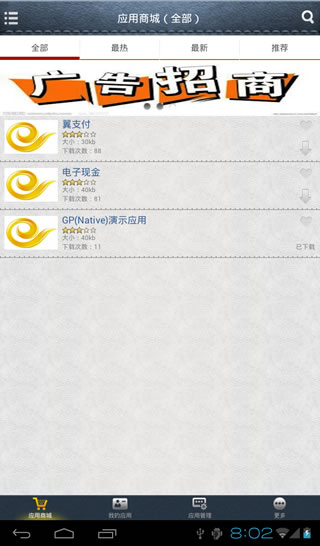 应用商城（全部）
全部
最热
最新
推荐
广告招商
翼支付
大小：30kb
下载次数：88
电子现金
大小：40kb
下载次数：61
GP(Native)演示应用
大小：40kb
下载次数：11
已下载
应用商城
我的应用
应用管理
更多
8:02